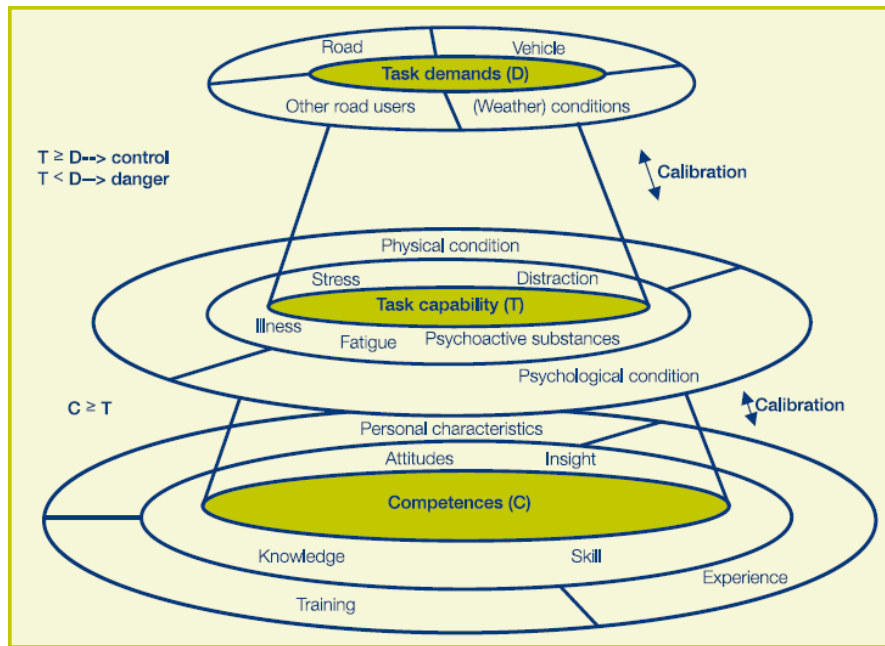 Road
Vehicle
Task demands (D)
Other road users
(Weather) conditions
T ≥ D--> control
T < D—> danger
Calibration
Physical condition
Stress
Distraction
Task capability (T)
Illness
Fatigue
Psychoactive substances
Psychological condition
C ≥ T
Calibration
Personal characteristics
Attitudes
Insight
Competences (C)
Knowledge
Skill
Experience
Training